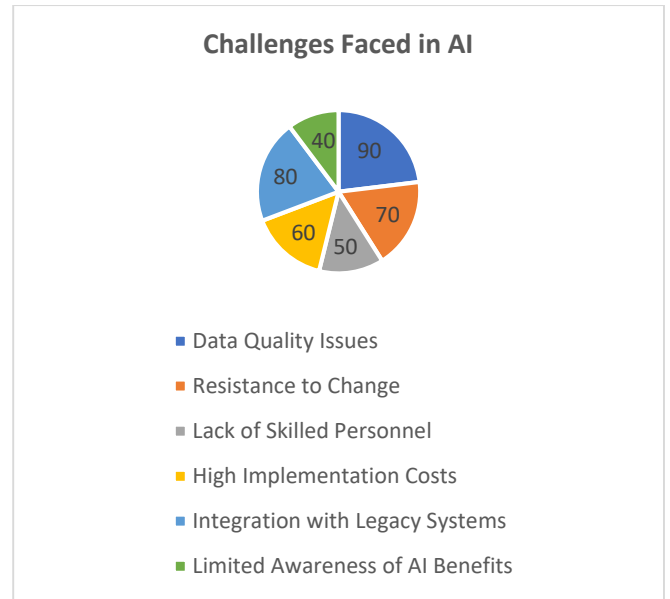 Challenges Faced in AI
40
90
80
70
60
50
Data Quality Issues
Resistance to Change
Lack of Skilled Personnel
High Implementation Costs
Integration with Legacy Systems
Limited Awareness of AI Benefits